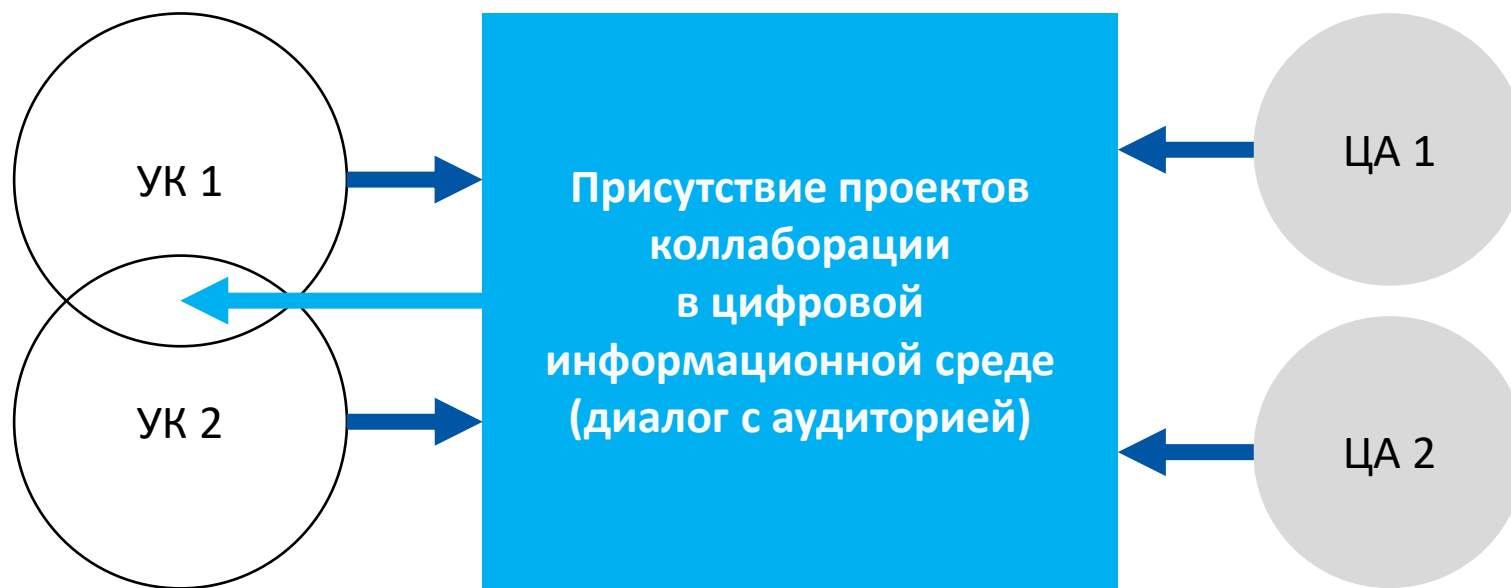 УК 1
УК 2
Присутствие проектов
коллаборации
в цифровой
информационной среде
(диалог с аудиторией)
ЦА 1
ЦА 2